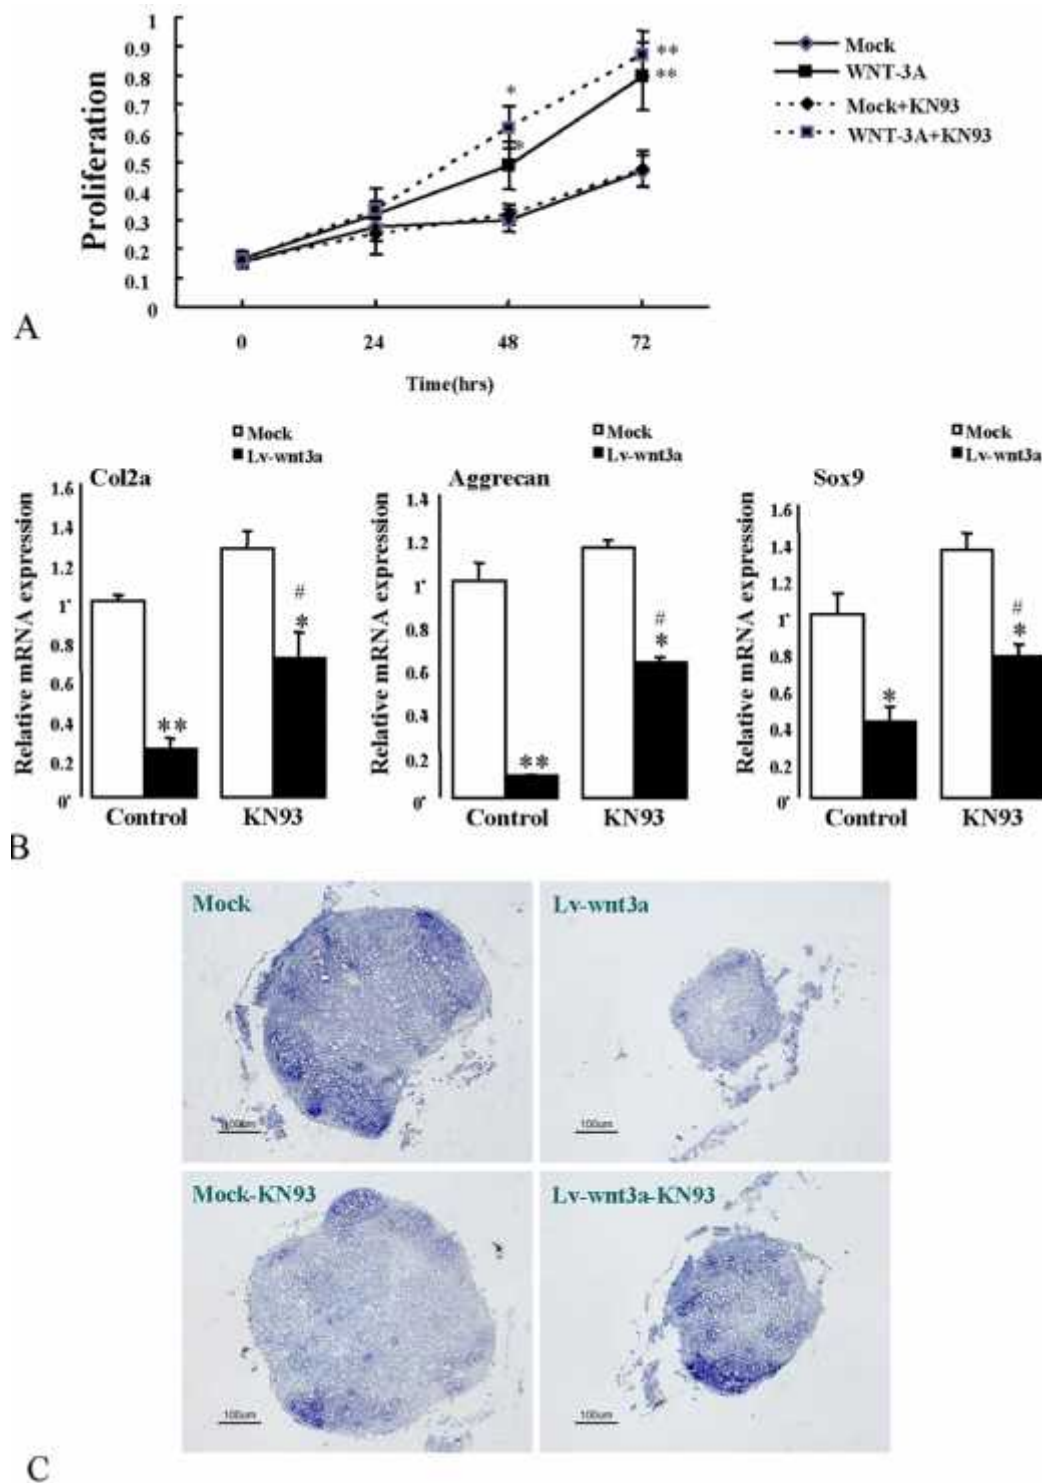 1
0.9
0.8
0.7
0.6
0.5
0.4
0.3
0.2
0.1
0
Proliferation
* * ** **
0 24 48 72
Time(hrs)
Mock
WNT-3A
Mock+KN93
WNT-3A+KN93
A
Mock
Lv-wnt3a
Col2a
Relative mRNA expression
1.6
1.4
1.2
1
0.8
0.6
0.4
0.2
0
**
#
*
Control KN93
Mock
Lv-wnt3a
Aggrecan
Relative mRNA expression
1.4
1.2
1
0.8
0.6
0.4
0.2
0
**
#
*
Control KN93
Mock
Lv-wnt3a
Sox9
Relative mRNA expression
1.6
1.4
1.2
1
0.8
0.6
0.4
0.2
0
*
#
*
Control KN93
B
Mock
100um
Lv-wnt3a
100um
Mock-KN93
100um
Lv-wnt3a-KN93
100um
C